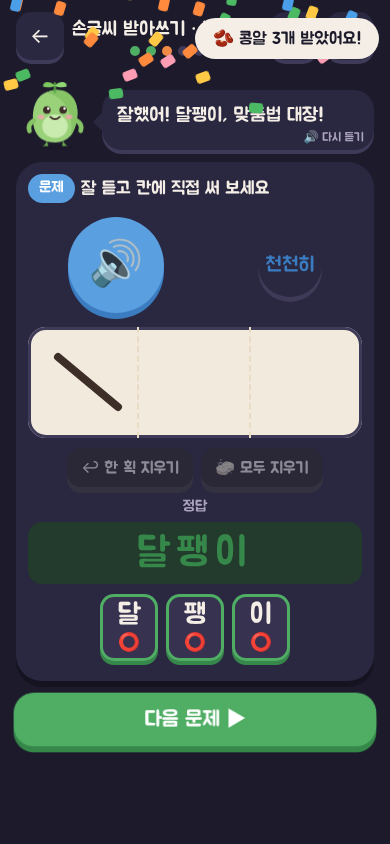 손글씨 받아쓰기 ·
콩알 3개 받았어요!
잘했어! 달팽이, 맞춤법 대장!
다시 듣기
문제 잘 듣고 칸에 직접 써 보세요
천천히
한 획 지우기 모두 지우기
정답
달팽이
달 팽 이
다음 문제 ▶